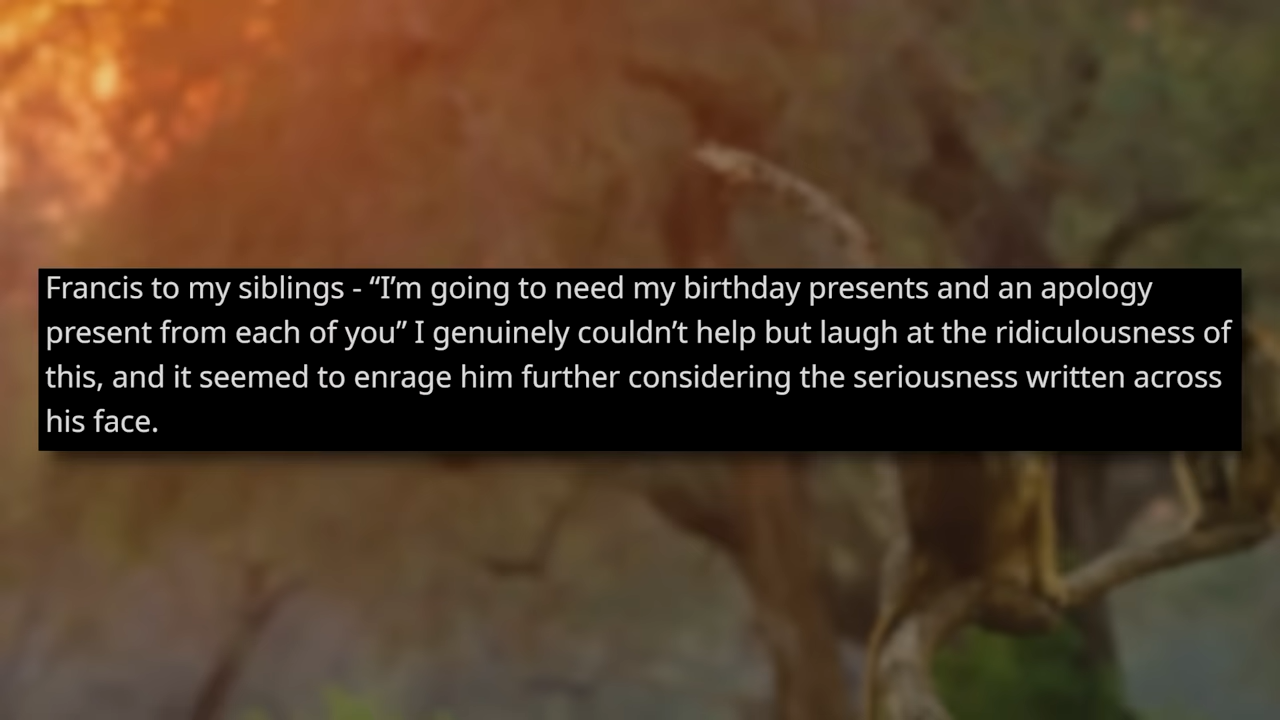 Francis to my siblings - “I’m going to need my birthday presents and an apology
present from each of you” I genuinely couldn’t help but laugh at the ridiculousness of
this, and it seemed to enrage him further considering the seriousness written across
his face.